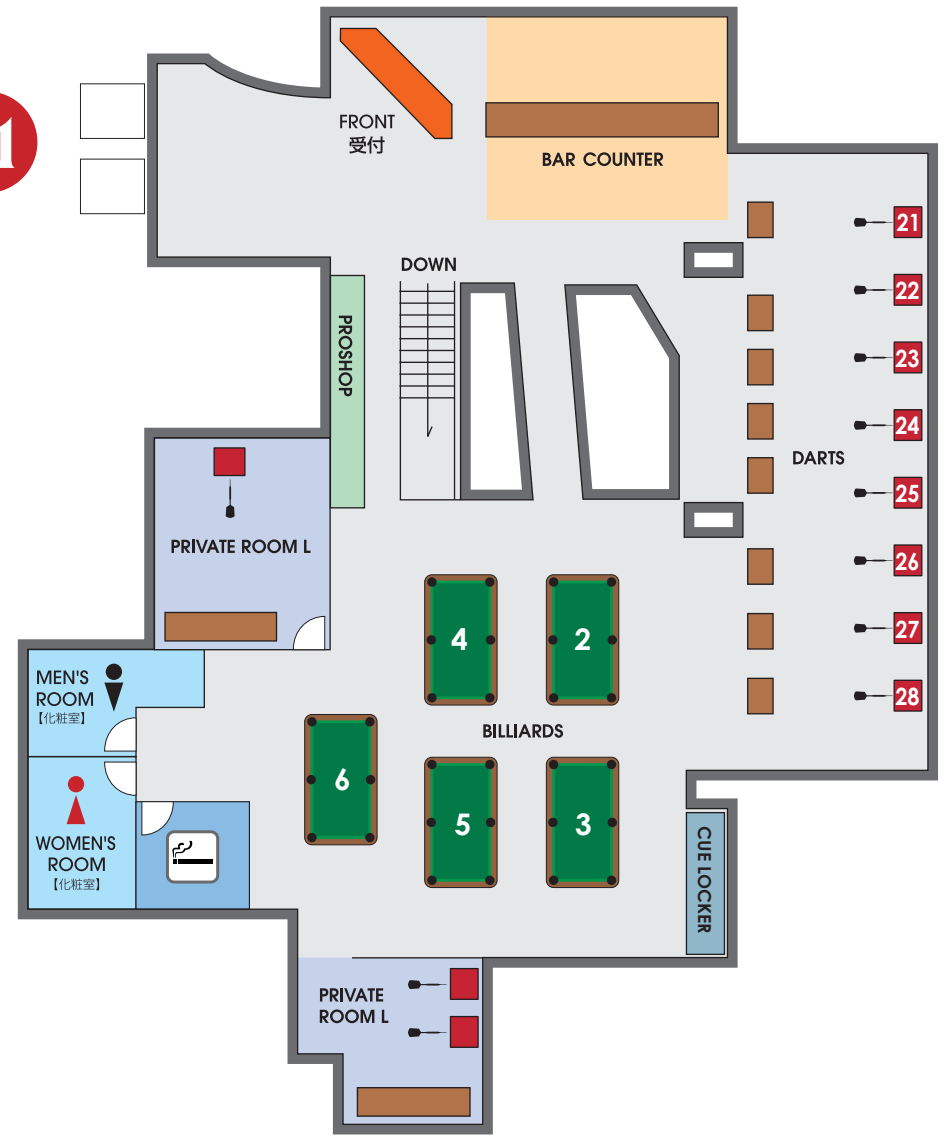 FRONT
受付
BAR COUNTER
21
DOWN
22
PROSHOP
23
24
DARTS
25
PRIVATE ROOM L
26
4
2
27
MEN'S
ROOM
【化粧室】
28
BILLIARDS
6
5
3
WOMEN'S
ROOM
【化粧室】
CUE LOCKER
PRIVATE
ROOM L